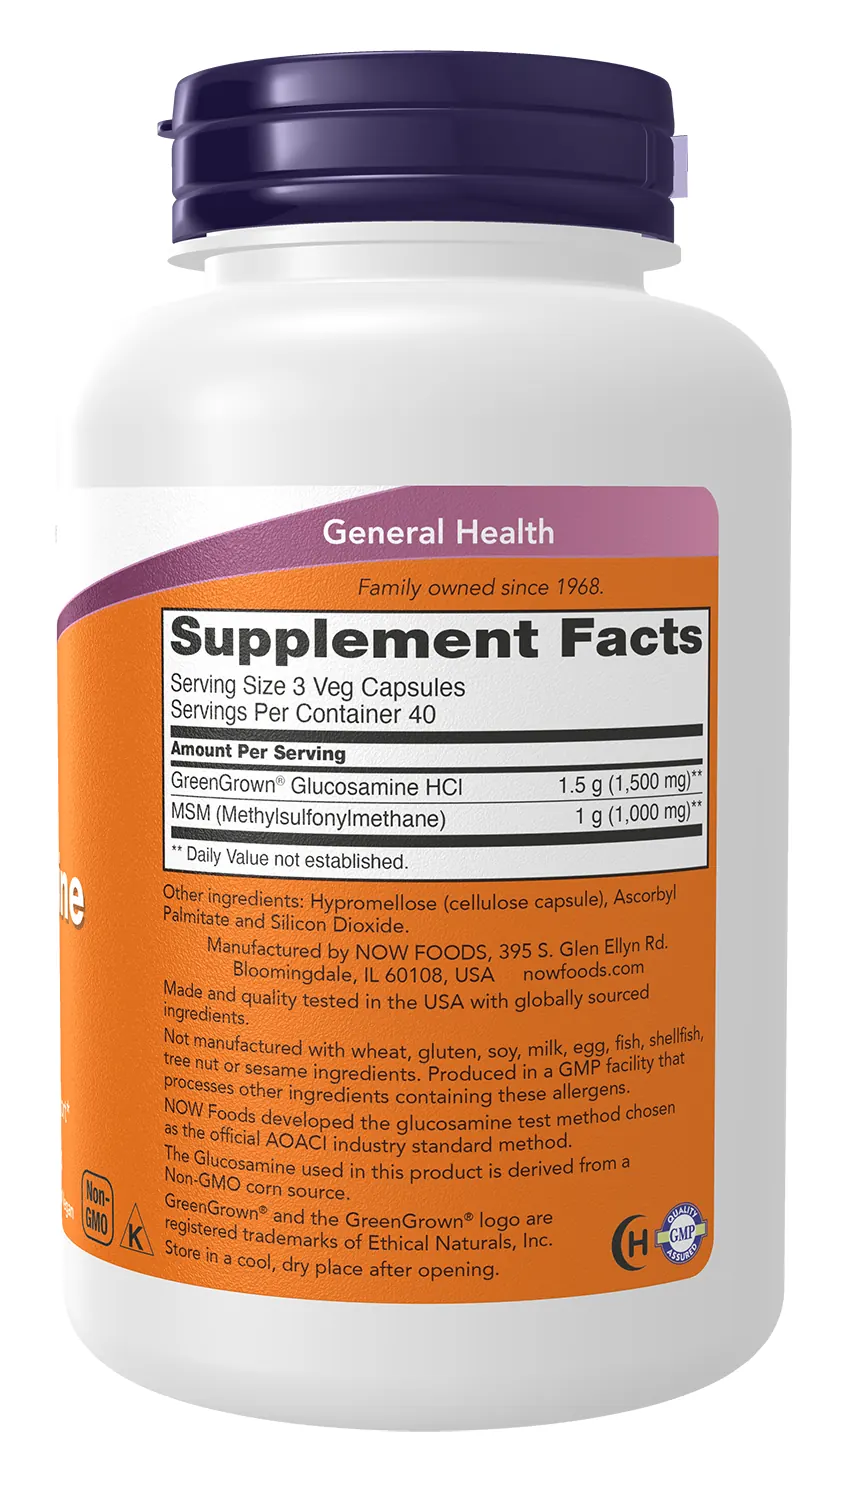 General Health
Family owned since 1968.
Supplement Facts
Serving Size 3 Veg Capsules
Servings Per Container 40
Amount Per Serving
GreenGrown® Glucosamine HCl 1.5 g (1,500 mg)**
MSM (Methylsulfonylmethane) 1 g (1,000 mg)**
** Daily Value not established.
Other ingredients: Hypromellose (cellulose capsule), Ascorbyl
Palmitate and Silicon Dioxide.
Manufactured by NOW FOODS, 395 S. Glen Ellyn Rd.
Bloomingdale, IL 60108, USA nowfoods.com
Made and quality tested in the USA with globally sourced
ingredients.
Not manufactured with wheat, gluten, soy, milk, egg, fish, shellfish,
tree nut or sesame ingredients. Produced in a GMP facility that
processes other ingredients containing these allergens.
NOW Foods developed the glucosamine test method chosen
as the official AOACI industry standard method.
The Glucosamine used in this product is derived from a
Non-GMO corn source.
GreenGrown® and the GreenGrown® logo are
registered trademarks of Ethical Naturals, Inc.
Store in a cool, dry place after opening.
ine
Non-
GMO
K
CH
QUALITY
GMP
ASSURED